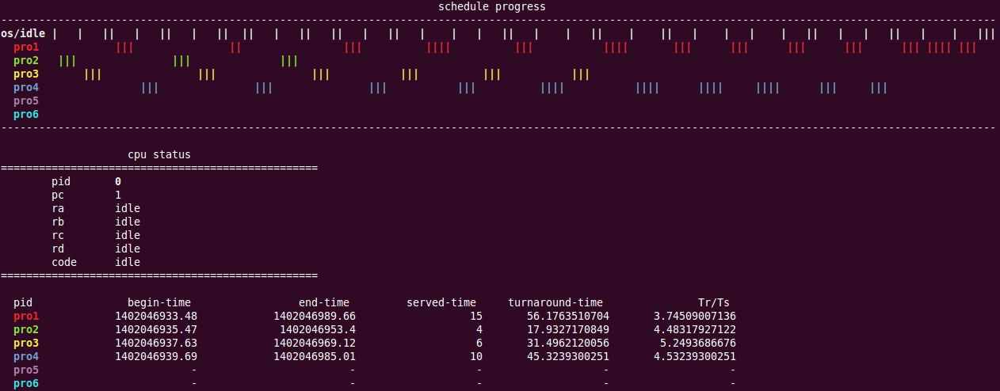 schedule progress
-------------------------------------------------------------------------------------------------------------------------------------------------------------
os/idle |   |   ||   |   ||   |   ||  ||   |   ||   ||   |   ||   |    |   |   ||   |    |   ||    |    ||   |    |   |    |   ||   |   |   ||   |    |   |||
pro1            |||               ||                |||          ||||          |||           ||||       |||      |||      |||      |||      ||| |||| |||
pro2   |||               |||              |||
pro3       |||               |||               |||           |||          |||           |||
pro4                |||               |||               |||           |||          ||||           ||||      ||||     ||||      |||     |||
pro5
pro6
-------------------------------------------------------------------------------------------------------------------------------------------------------------
cpu status
==================================================
pid 0
pc 1
ra idle
rb idle
rc idle
rd idle
code idle
==================================================
pid begin-time end-time served-time turnaround-time Tr/Ts
pro1 1402046933.48 1402046989.66 15 56.1763510704 3.74509007136
pro2 1402046935.47 1402046953.4 4 17.9327170849 4.48317927122
pro3 1402046937.63 1402046969.12 6 31.4962120056 5.2493686676
pro4 1402046939.69 1402046985.01 10 45.3239300251 4.53239300251
pro5 - - - - -
pro6 - - - - -